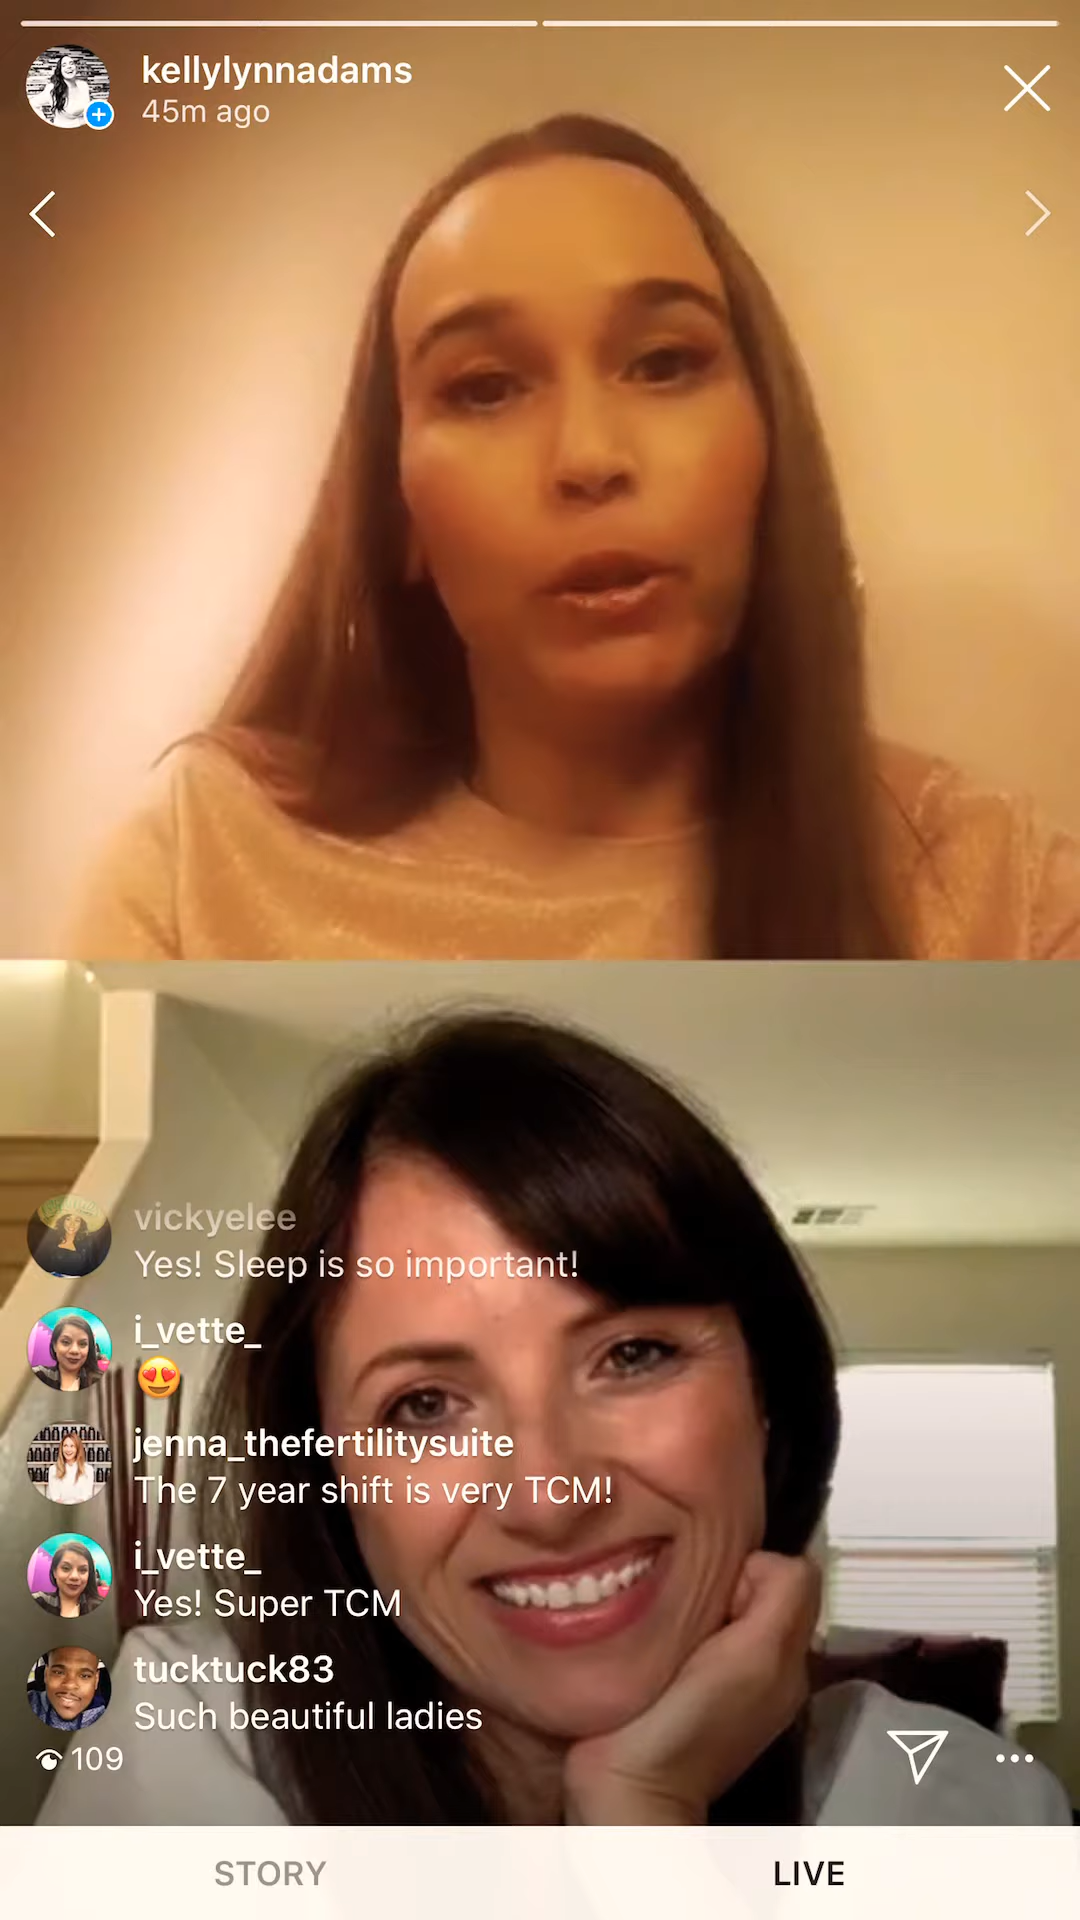 kellylynnadams
45m ago
vickyelee
Yes! Sleep is so important!
i_vette_
😍
jenna_thefertilitysuite
The 7 year shift is very TCM!
i_vette_
Yes! Super TCM
tucktuck83
Such beautiful ladies
109
STORY
LIVE